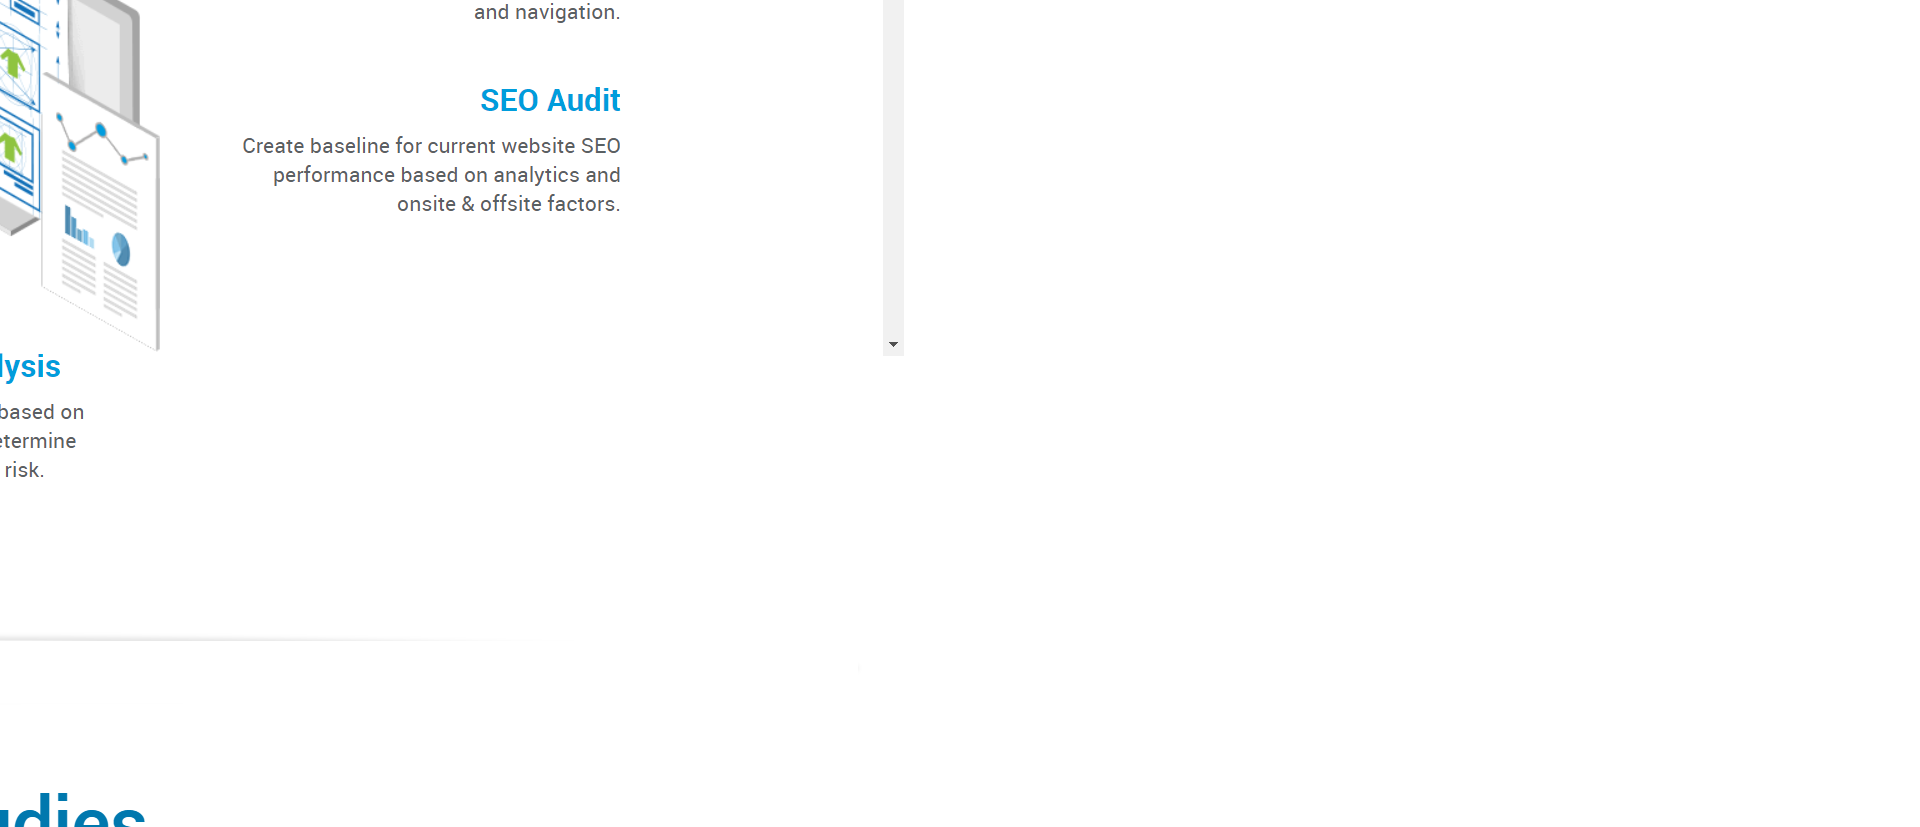 and navigation.
SEO Audit
Create baseline for current website SEO
performance based on analytics and
onsite & offsite factors.
lysis
based on
etermine
risk.
udies